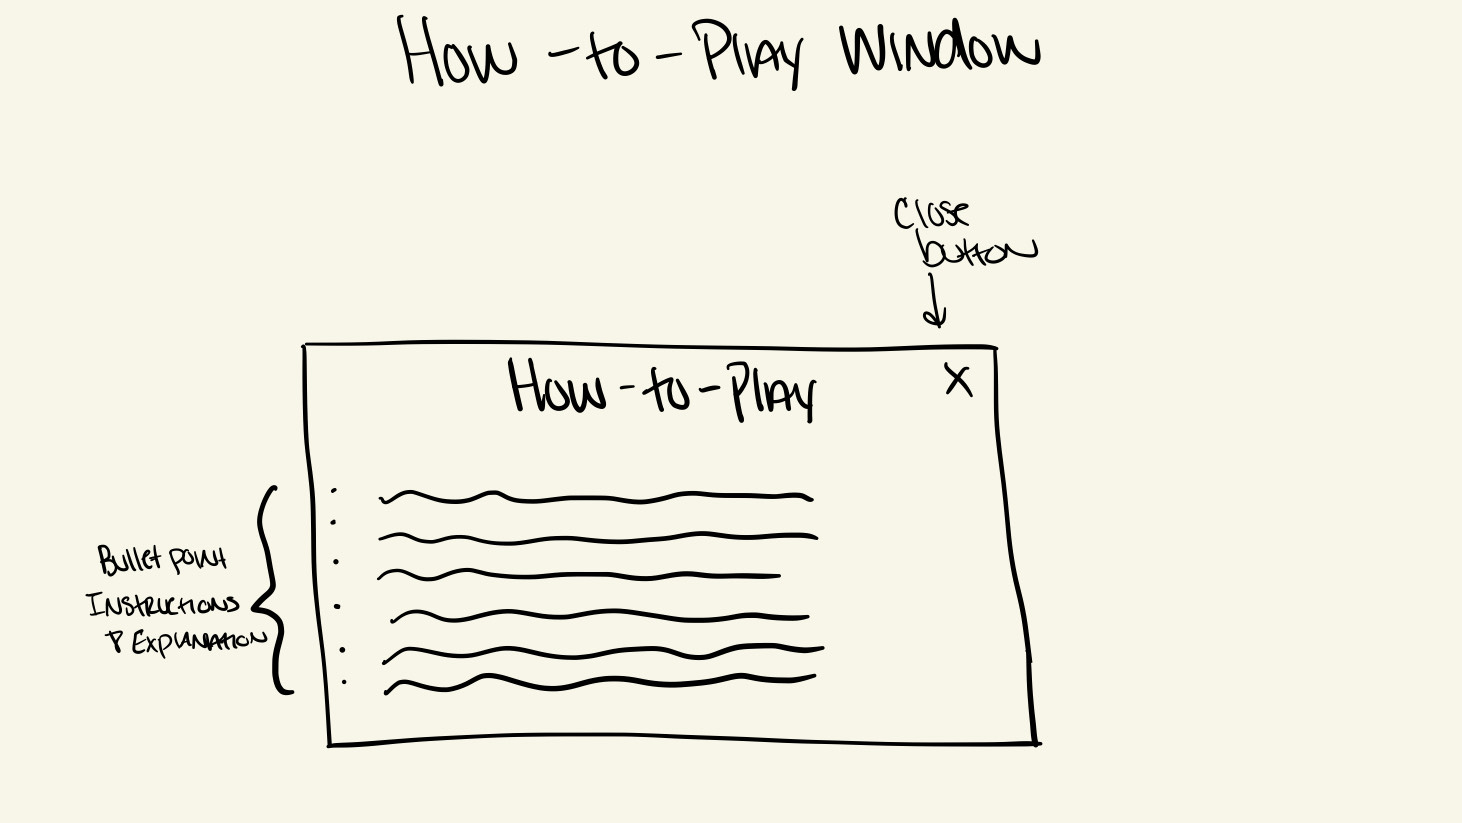 How-to-Play Window
Close
button
How-to-Play
X
Bullet point
Instructions
& Explanation